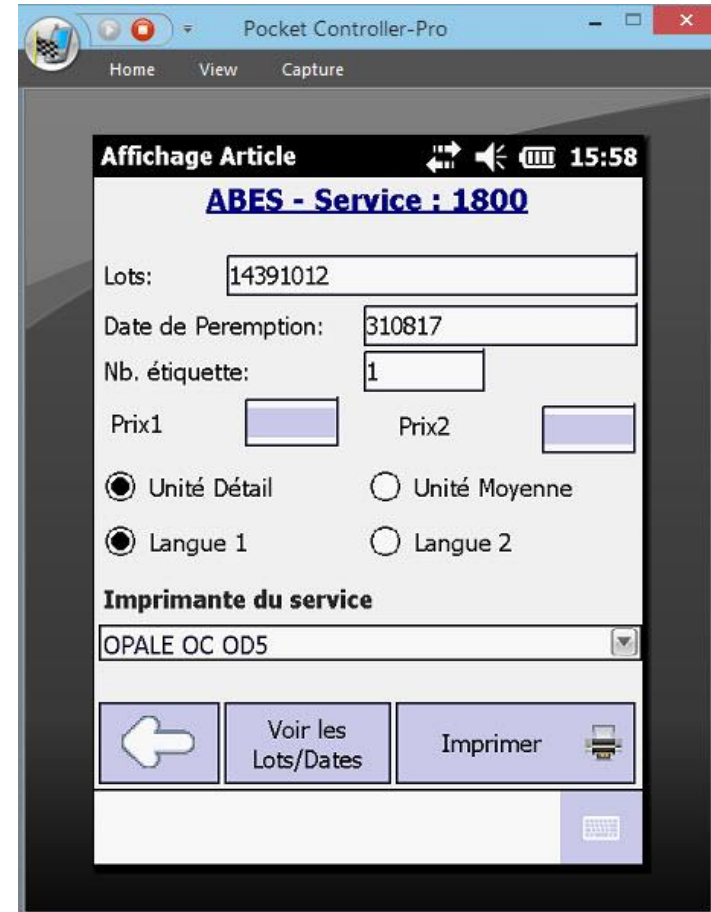 Pocket Controller-Pro
Home View Capture
Affichage Article 15:58
ABES - Service : 1800
Lots: 14391012
Date de Peremption: 310817
Nb. étiquette: 1
Prix1 Prix2
Unité Détail Unité Moyenne
Langue 1 Langue 2
Imprimante du service
OPALE OC OD5
Voir les
Lots/Dates
Imprimer